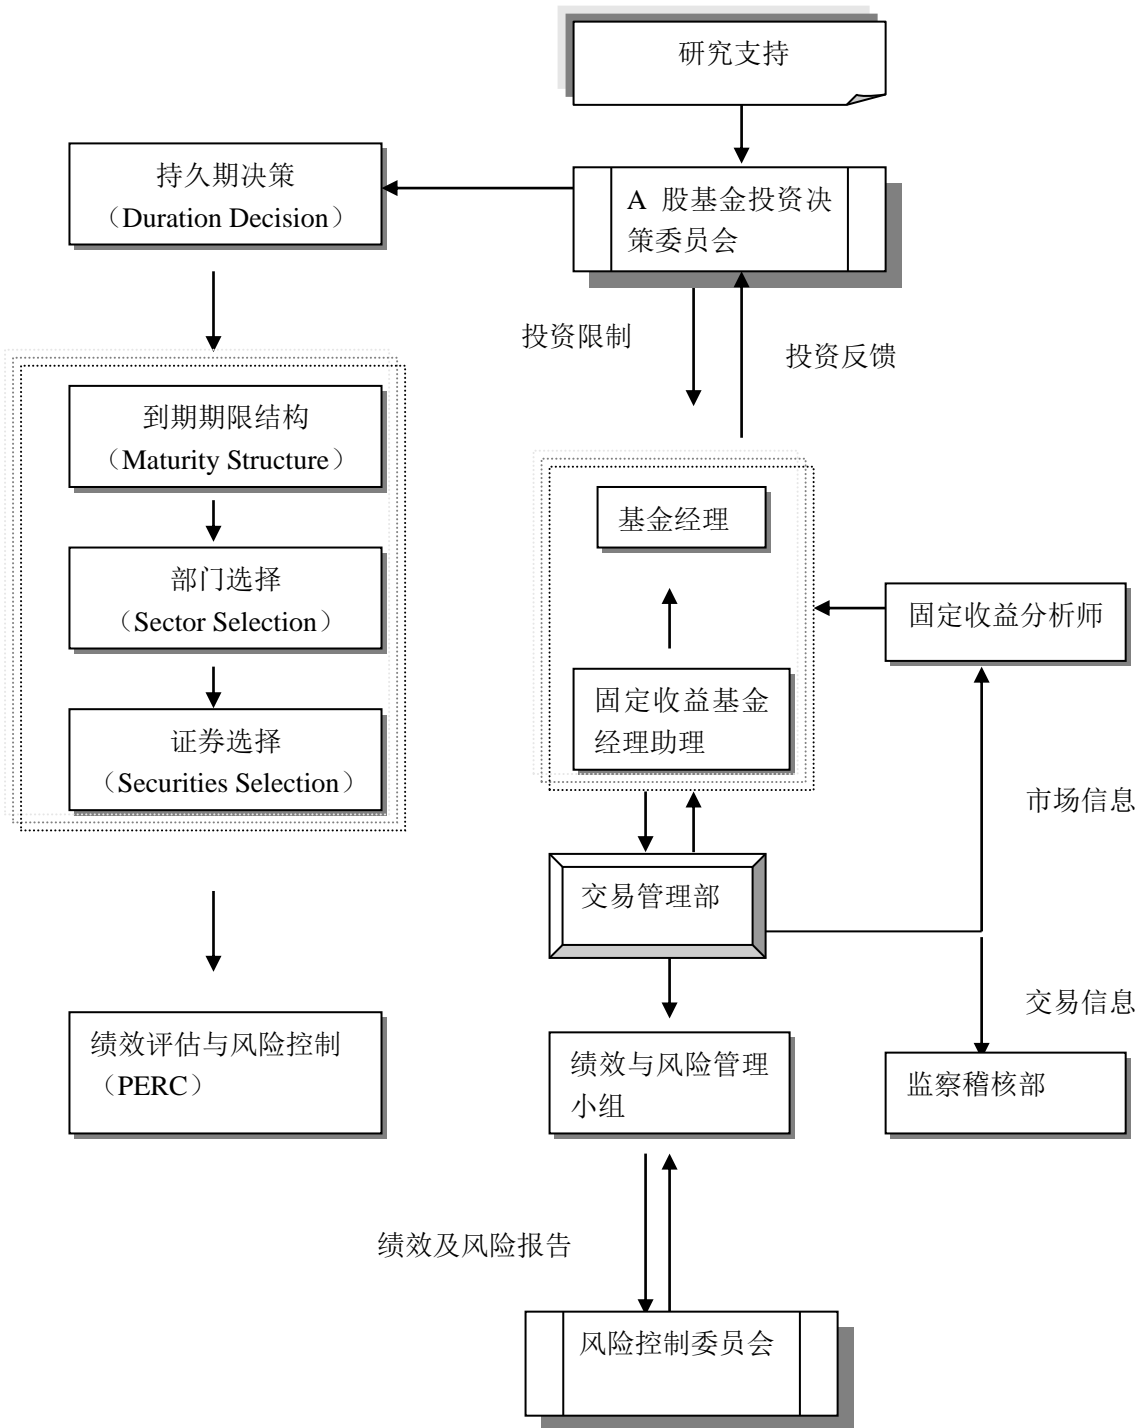 研究支持
持久期决策
（Duration Decision）
A 股基金投资决
策委员会
投资限制
投资反馈
到期期限结构
（Maturity Structure）
基金经理
部门选择
（Sector Selection）
固定收益分析师
固定收益基金
经理助理
证券选择
（Securities Selection）
市场信息
交易管理部
交易信息
绩效评估与风险控制
（PERC）
绩效与风险管理
小组
监察稽核部
绩效及风险报告
风险控制委员会